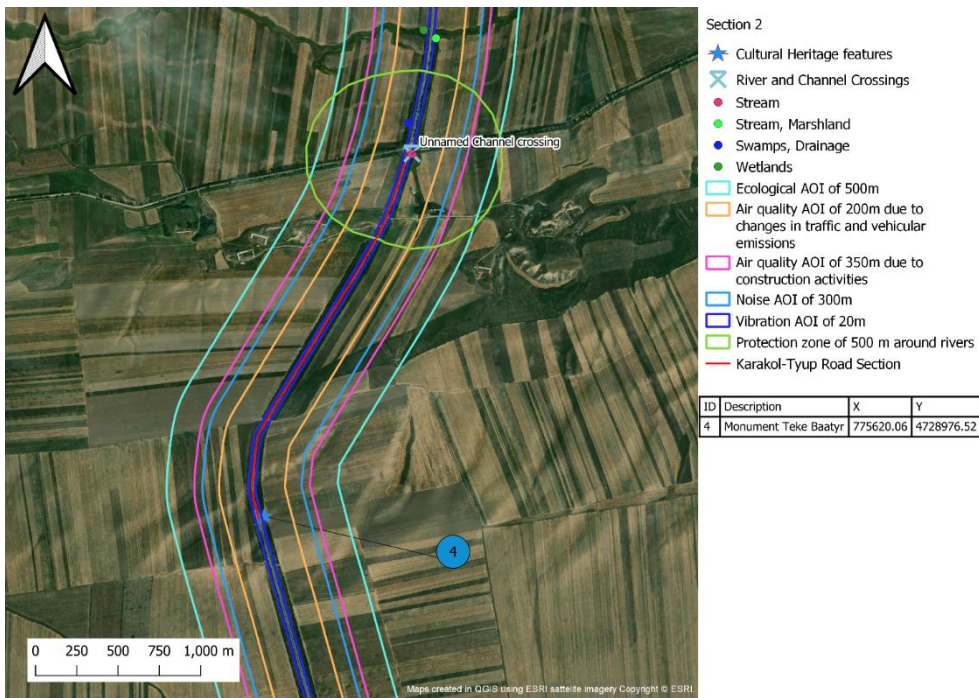 Section 2
Cultural Heritage features
River and Channel Crossings
Stream
Stream, Marshland
Swamps, Drainage
Wetlands
Ecological AOI of 500m
Air quality AOI of 200m due to
changes in traffic and vehicular
emissions
Air quality AOI of 350m due to
construction activities
Noise AOI of 300m
Vibration AOI of 20m
Protection zone of 500 m around rivers
Karakol-Tyup Road Section
ID Description X Y
4 Monument Teke Baatyr 775620.06 4728976.52
Unnamed Channel crossing
4
0 250 500 750 1,000 m
Maps created in QGIS using ESRI sattelite imagery Copyright © ESRI.